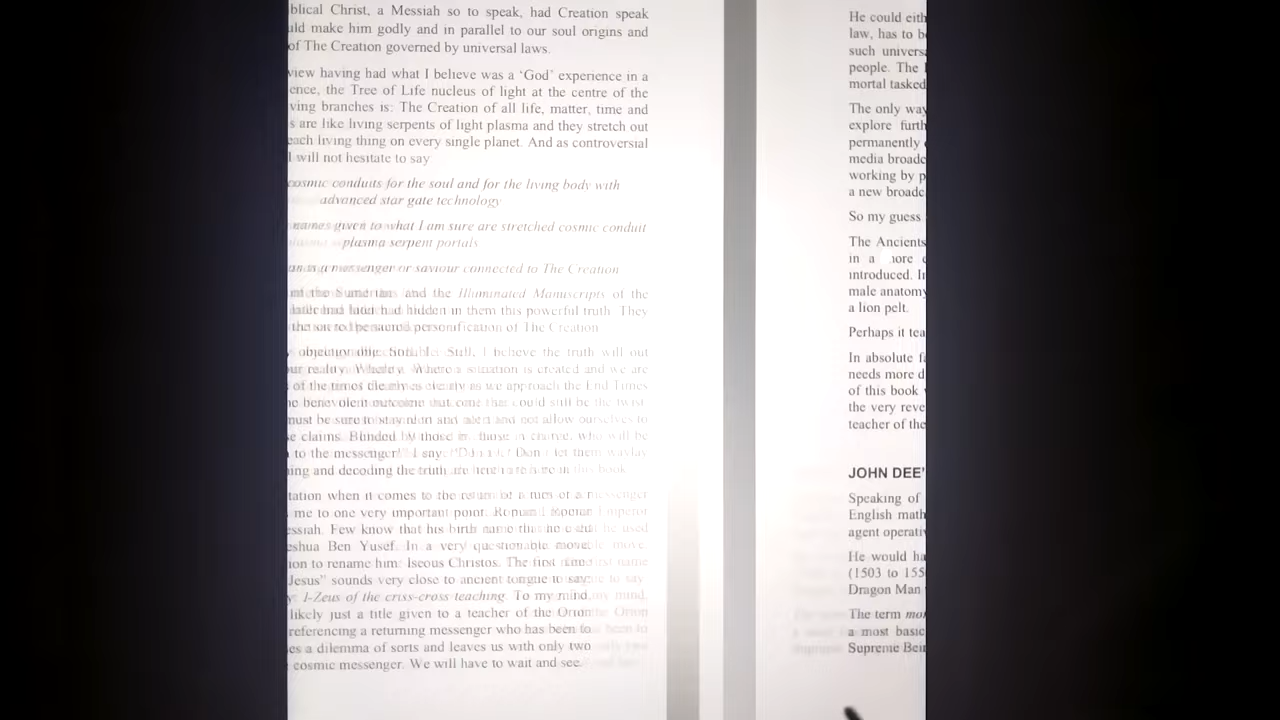 blical Christ, a Messiah so to speak, had Creation speak
uld make him godly and in parallel to our soul origins and
of The Creation governed by universal laws.
view having had what I believe was a ‘God’ experience in a
ence, the Tree of Life nucleus of light at the centre of the
ving branches is: The Creation of all life, matter, time and
s are like living serpents of light plasma and they stretch out
each living thing on every single planet. And as controversial
I will not hesitate to say
cosmic conduits for the soul and for the living body with
advanced star gate technology
names given to what I am sure are stretched cosmic conduit
plasma serpent portals
messenger or saviour connected to The Creation
and the Illuminated Manuscripts of the
hidden in them this powerful truth. They
personification of The Creation
Still, I believe the truth will out
our reality. Where a situation is created and we are
of the times as we approach the End Times
benevolent that could still be the twist
must be sure to and not allow ourselves to
se claims. Blinded by those in charge, who will be
to the messenger! I say: Don't let them waylay
ing and decoding the truth are here in this book
tation when it comes to the return of a messenger
me to one very important point. Roman Emperor
essiah. Few know that his birth name that he used
eshua Ben Yusef. In a very questionable move
ion to rename him: Iseous Christos. The first name
Jesus” sounds very close to ancient tongue to say:
y: I-Zeus of the criss-cross teaching. To my mind,
likely just a title given to a teacher of the Orion
referencing a returning messenger who has been to
es a dilemma of sorts and leaves us with only two
cosmic messenger. We will have to wait and see.
He could eith
law, has to be
such univers
people. The
mortal tasked
The only way
explore furth
permanently
media broadc
working by p
a new broadc
So my guess
The Ancients
in a more
introduced. I
male anatomy
a lion pelt.
Perhaps it tea
In absolute f
needs more d
of this book
the very reve
teacher of the
JOHN DEE'
Speaking of
English math
agent operati
He would ha
(1503 to 155
Dragon Man
The term mo
a most basic
Supreme Bei